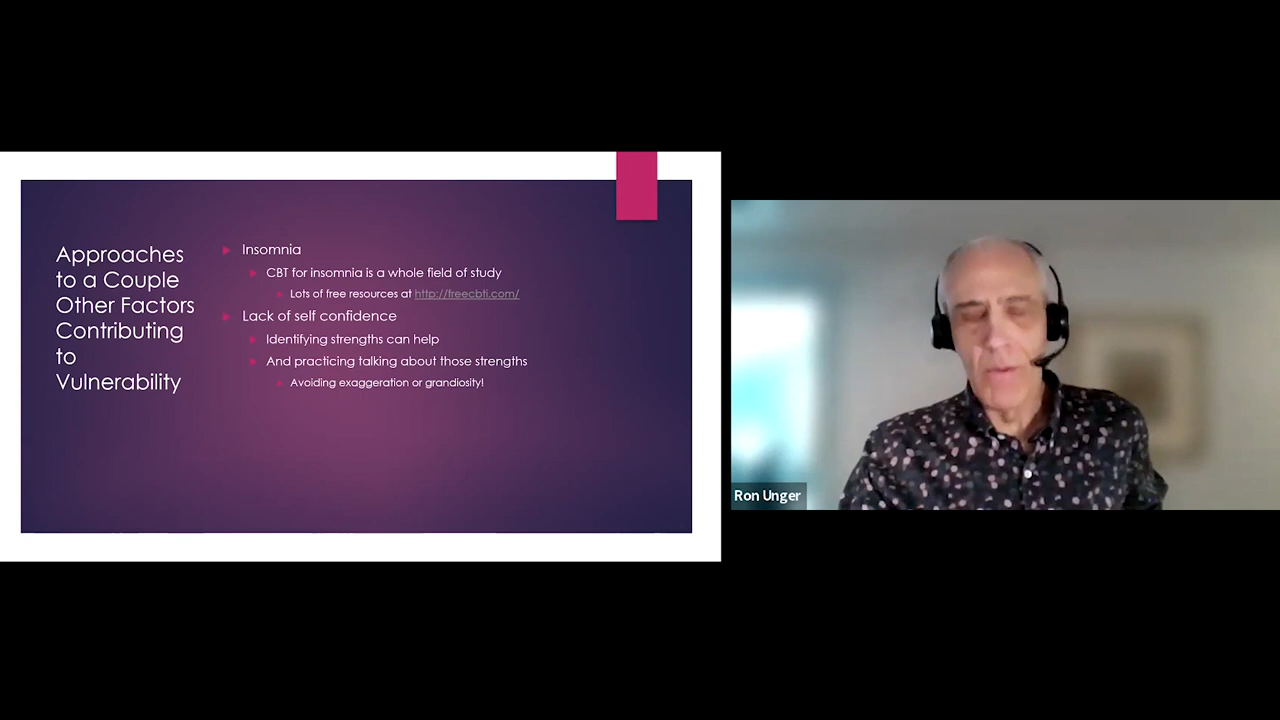 Approaches
to a Couple
Other Factors
Contributing
to
Vulnerability
Insomnia
CBT for insomnia is a whole field of study
Lots of free resources at http://freecbti.com/
Lack of self confidence
Identifying strengths can help
And practicing talking about those strengths
Avoiding exaggeration or grandiosity!
Ron Unger